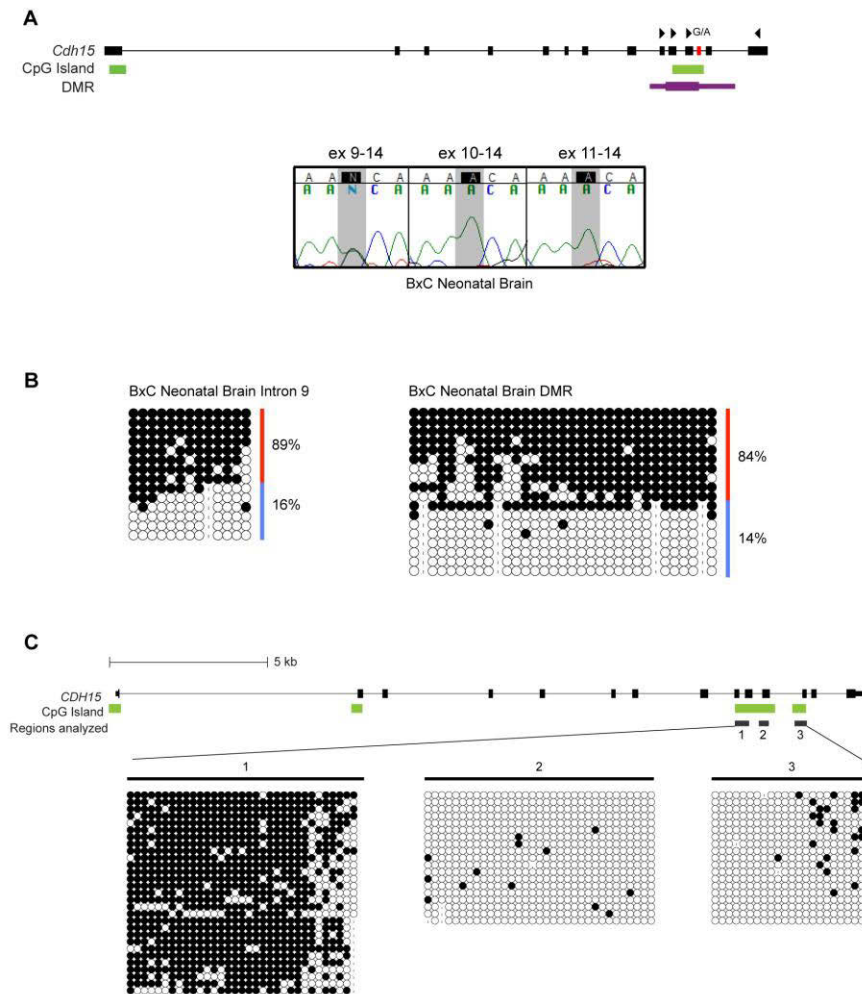 A
G/A
Cdh15
CpG Island
DMR
ex 9-14 ex 10-14 ex 11-14
A A N C A A A A C A A A A C A
A A N C A A A A C A A A A C A
BxC Neonatal Brain
B
BxC Neonatal Brain Intron 9 BxC Neonatal Brain DMR
89%
84%
16%
14%
C
5 kb
CDH15
CpG Island
Regions analyzed
1 2 3
1 2 3